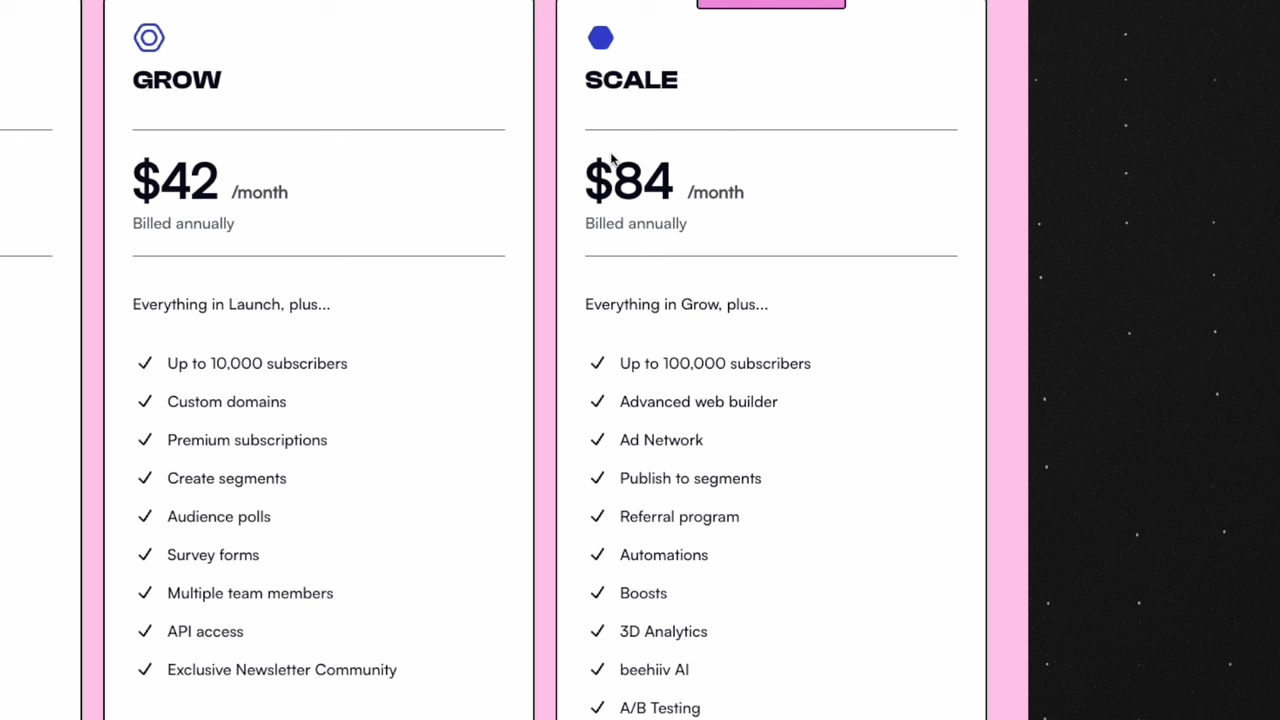 GROW
$42 /month
Billed annually
Everything in Launch, plus...
Up to 10,000 subscribers
Custom domains
Premium subscriptions
Create segments
Audience polls
Survey forms
Multiple team members
API access
Exclusive Newsletter Community
SCALE
$84 /month
Billed annually
Everything in Grow, plus...
Up to 100,000 subscribers
Advanced web builder
Ad Network
Publish to segments
Referral program
Automations
Boosts
3D Analytics
beehiiv AI
A/B Testing